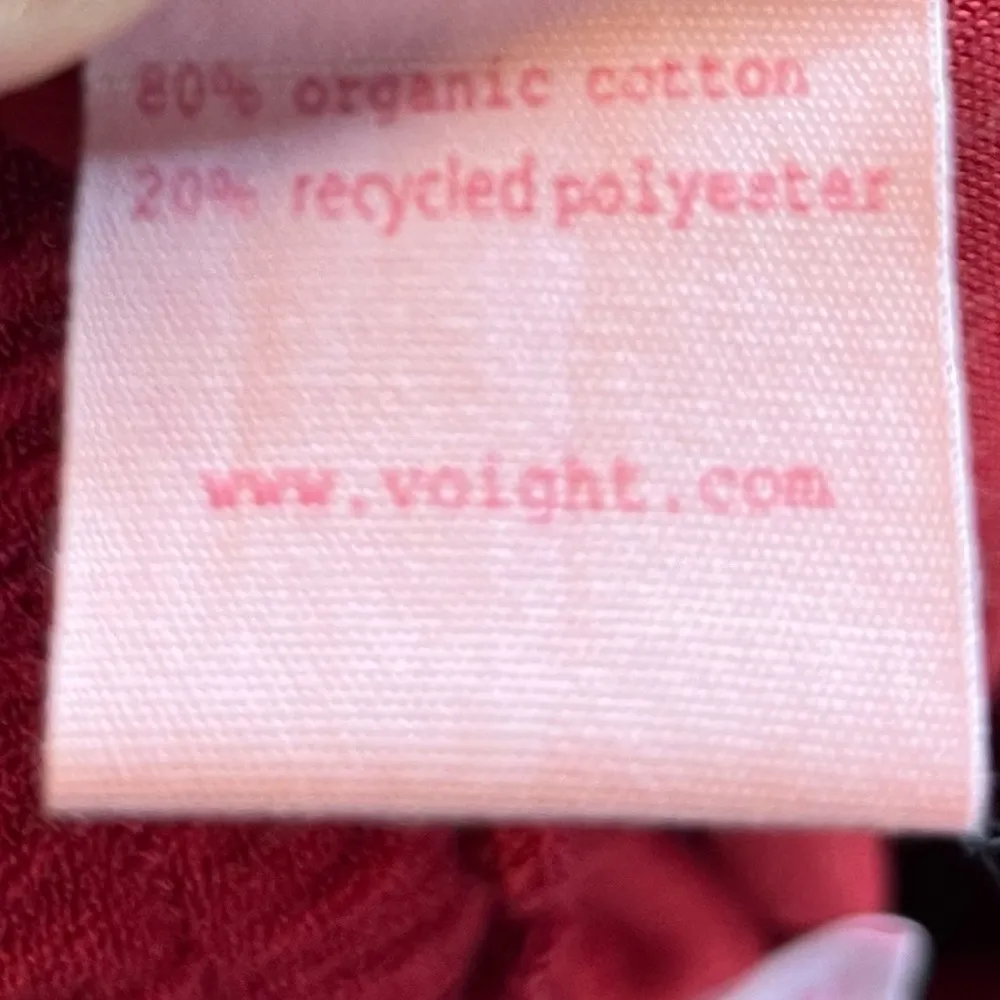 80% organic cotton
20% recycled polyester
www.voight.com